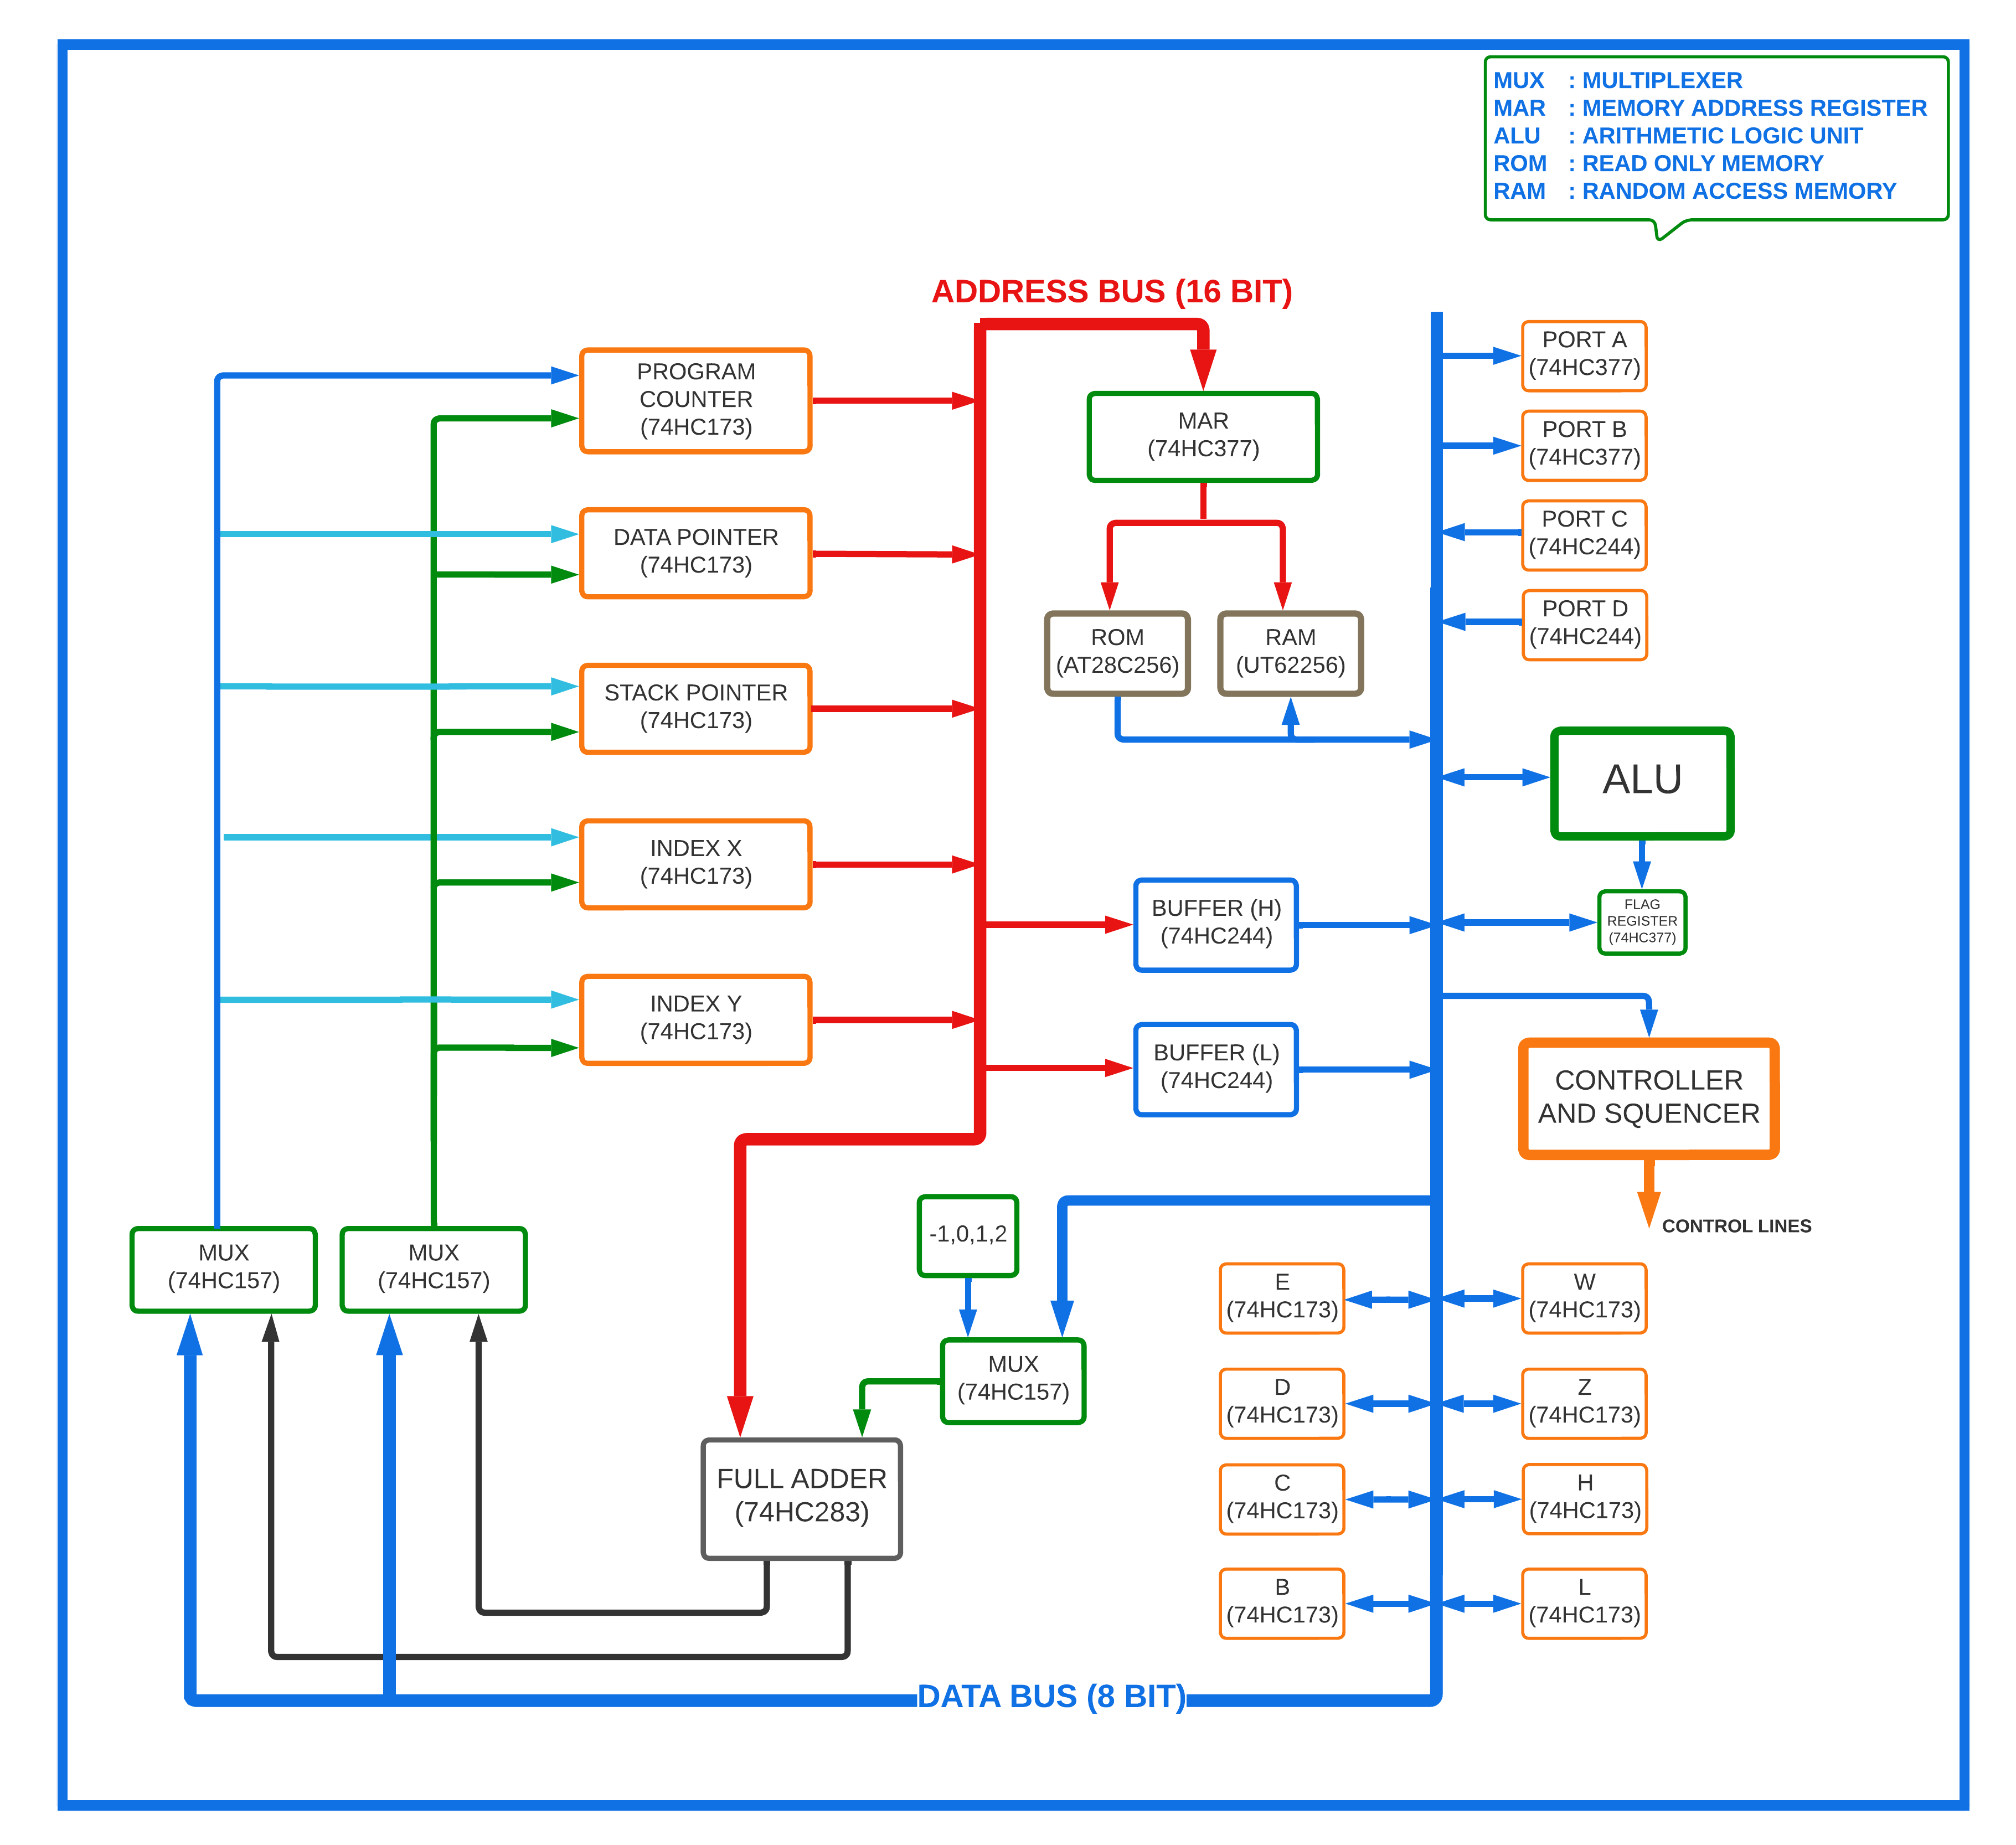 MUX : MULTIPLEXER
MAR : MEMORY ADDRESS REGISTER
ALU : ARITHMETIC LOGIC UNIT
ROM : READ ONLY MEMORY
RAM : RANDOM ACCESS MEMORY
ADDRESS BUS (16 BIT)
PROGRAM
COUNTER
(74HC173)
DATA POINTER
(74HC173)
STACK POINTER
(74HC173)
INDEX X
(74HC173)
INDEX Y
(74HC173)
MAR
(74HC377)
ROM
(AT28C256)
RAM
(UT62256)
BUFFER (H)
(74HC244)
BUFFER (L)
(74HC244)
PORT A
(74HC377)
PORT B
(74HC377)
PORT C
(74HC244)
PORT D
(74HC244)
ALU
FLAG
REGISTER
(74HC377)
CONTROLLER
AND SQUENCER
CONTROL LINES
MUX
(74HC157)
MUX
(74HC157)
-1,0,1,2
MUX
(74HC157)
FULL ADDER
(74HC283)
E
(74HC173)
W
(74HC173)
D
(74HC173)
Z
(74HC173)
C
(74HC173)
H
(74HC173)
B
(74HC173)
L
(74HC173)
DATA BUS (8 BIT)